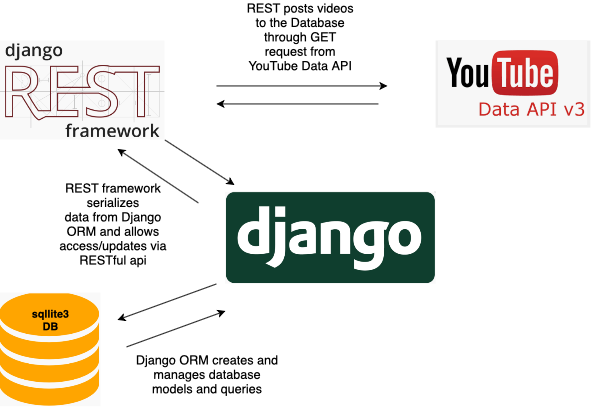 REST posts videos
to the Database
through GET
request from
YouTube Data API
django
REST
framework
YouTube
Data API v3
REST framework
serializes
data from Django
ORM and allows
access/updates via
RESTful api
django
sqllite3
DB
Django ORM creates and
manages database
models and queries